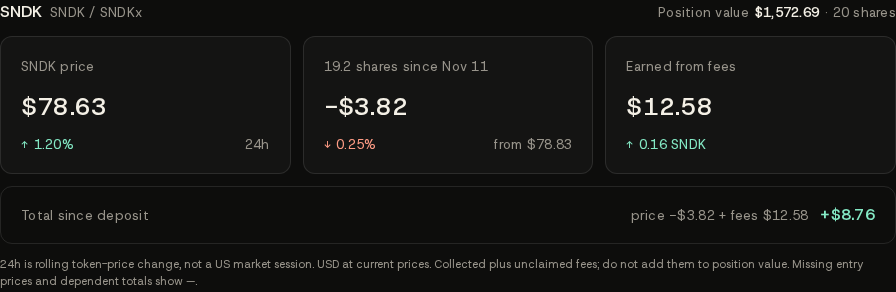 SNDK SNDK / SNDKx Position value $1,572.69 · 20 shares
SNDK price
$78.63
↑ 1.20% 24h
19.2 shares since Nov 11
−$3.82
↓ 0.25% from $78.83
Earned from fees
$12.58
↑ 0.16 SNDK
Total since deposit price −$3.82 + fees $12.58 +$8.76
24h is rolling token-price change, not a US market session. USD at current prices. Collected plus unclaimed fees; do not add them to position value. Missing entry
prices and dependent totals show —.